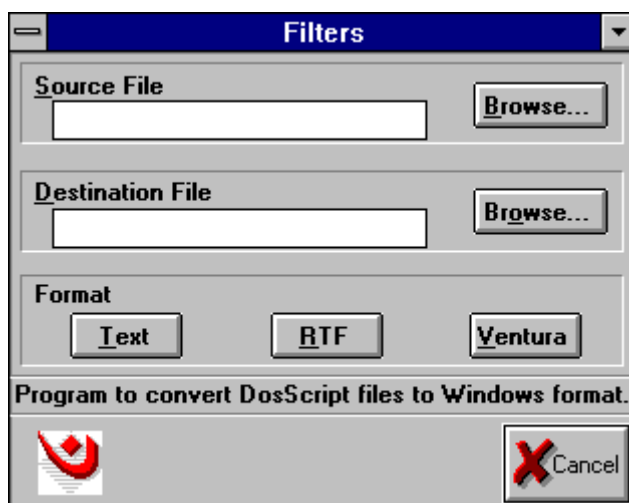 Filters
Source File
Browse...
Destination File
Browse...
Format
Text RTF Ventura
Program to convert DosScript files to Windows format.
Cancel